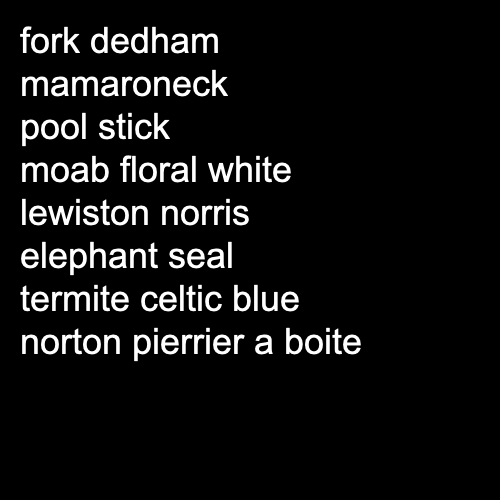 fork dedham
mamaroneck
pool stick
moab floral white
lewiston norris
elephant seal
termite celtic blue
norton pierrier a boite